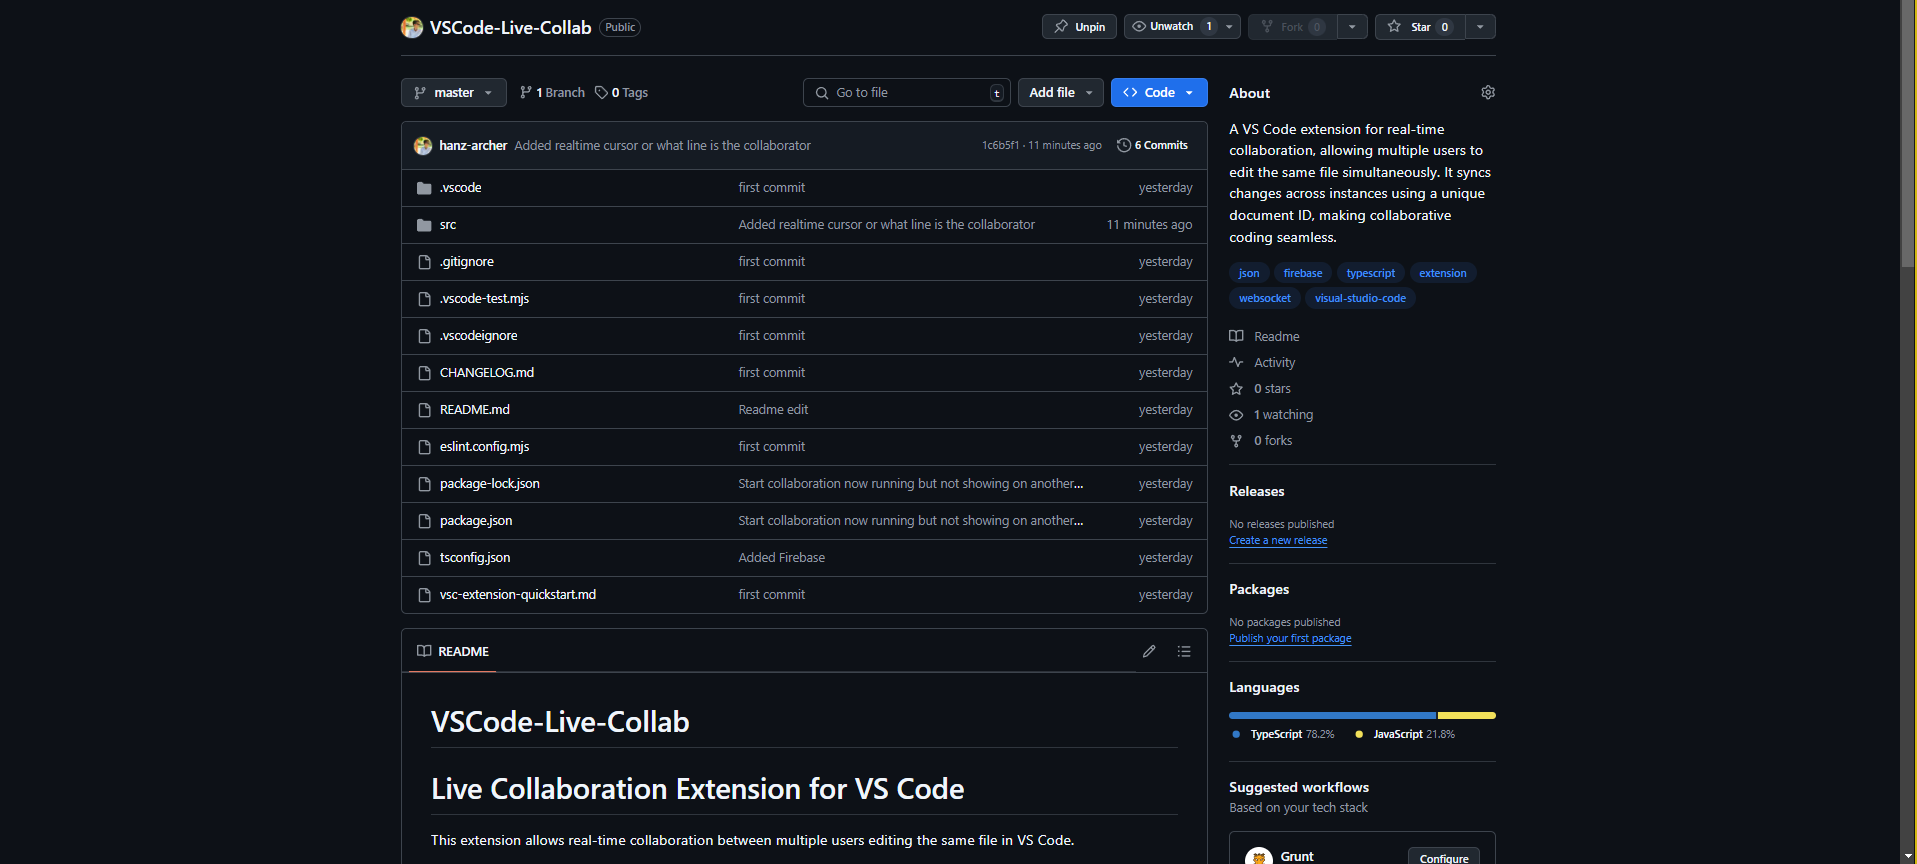 VSCode-Live-Collab Public
Unpin Unwatch 1 Fork 0 Star 0
master 1 Branch 0 Tags Go to file t Add file Code
hanz-archer Added realtime cursor or what line is the collaborator 1c6b5f1 · 11 minutes ago 6 Commits
.vscode first commit yesterday
src Added realtime cursor or what line is the collaborator 11 minutes ago
.gitignore first commit yesterday
.vscode-test.mjs first commit yesterday
.vscodeignore first commit yesterday
CHANGELOG.md first commit yesterday
README.md Readme edit yesterday
eslint.config.mjs first commit yesterday
package-lock.json Start collaboration now running but not showing on another... yesterday
package.json Start collaboration now running but not showing on another... yesterday
tsconfig.json Added Firebase yesterday
vsc-extension-quickstart.md first commit yesterday
README
VSCode-Live-Collab
Live Collaboration Extension for VS Code
This extension allows real-time collaboration between multiple users editing the same file in VS Code.
About
A VS Code extension for real-time
collaboration, allowing multiple users to
edit the same file simultaneously. It syncs
changes across instances using a unique
document ID, making collaborative
coding seamless.
json firebase typescript extension
websocket visual-studio-code
Readme
Activity
0 stars
1 watching
0 forks
Releases
No releases published
Create a new release
Packages
No packages published
Publish your first package
Languages
TypeScript 78.2% JavaScript 21.8%
Suggested workflows
Based on your tech stack
Grunt Configure